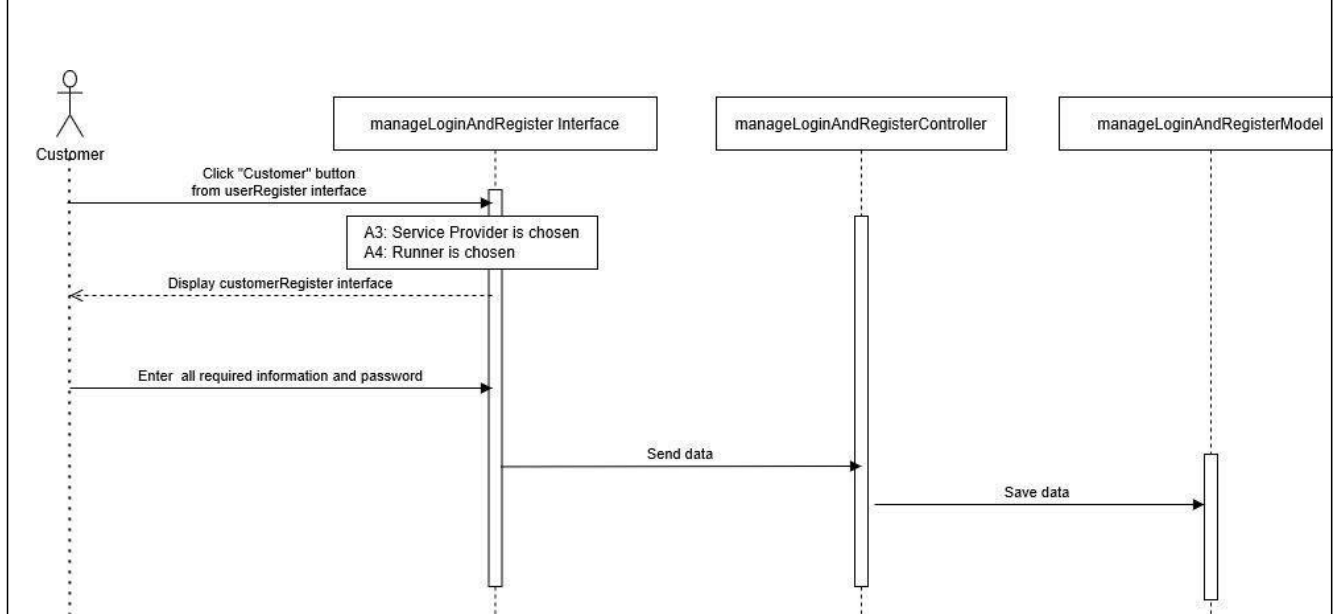 manageLoginAndRegister Interface
manageLoginAndRegisterController
manageLoginAndRegisterModel
Customer
Click "Customer" button
from userRegister interface
A3: Service Provider is chosen
A4: Runner is chosen
Display customerRegister interface
Enter all required information and password
Send data
Save data